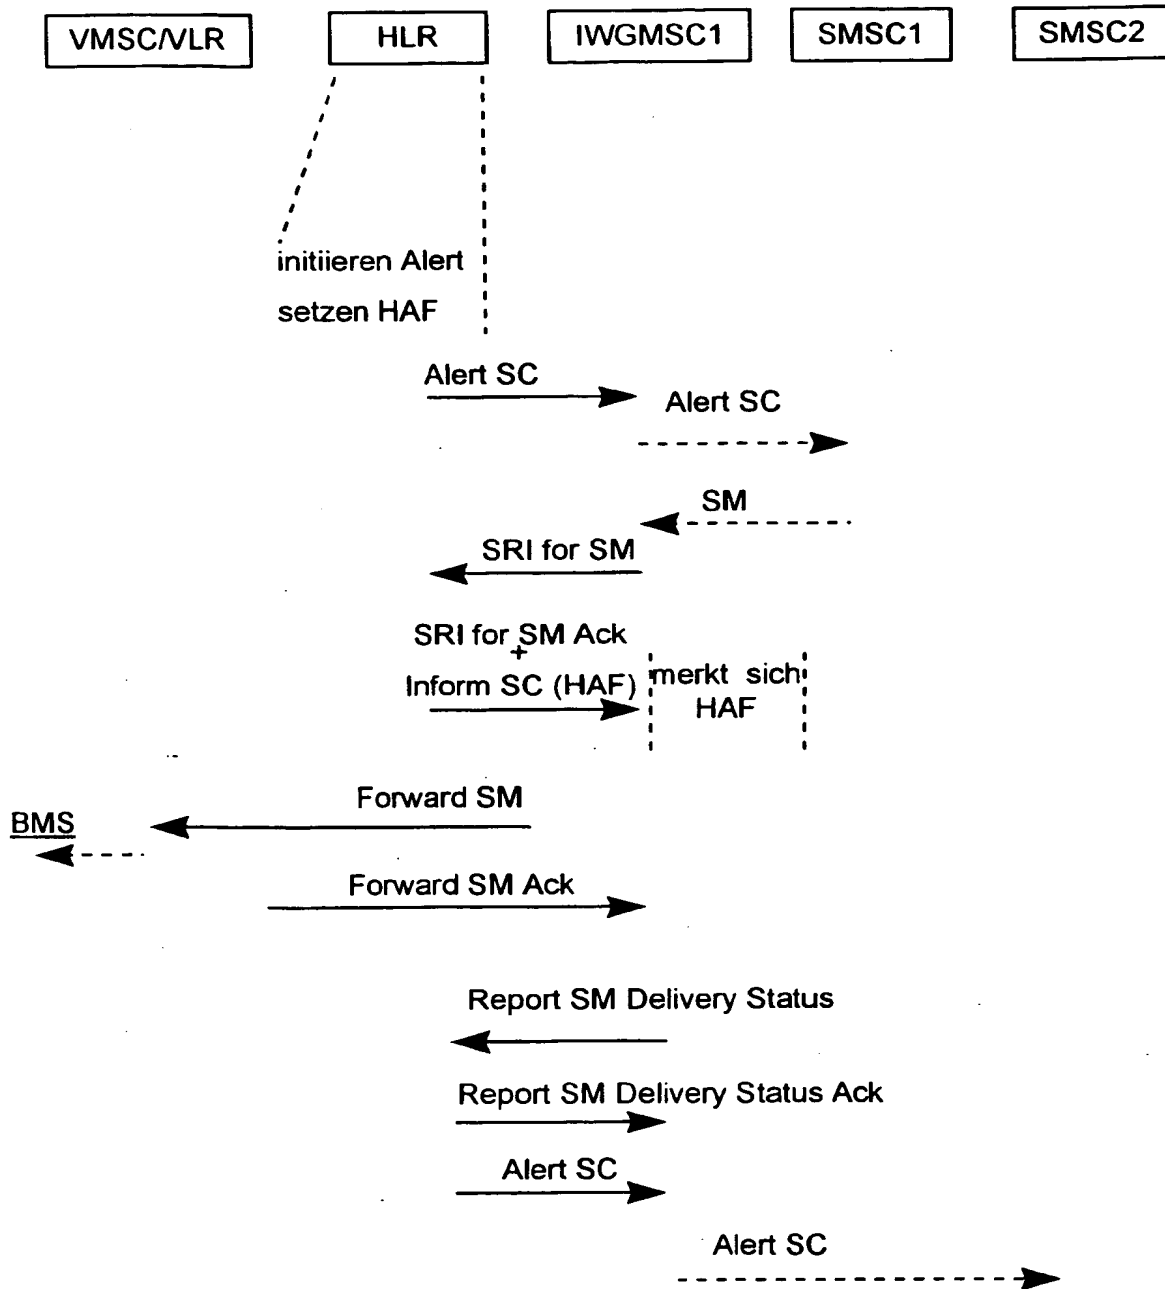 VMSC/VLR
HLR
IWGMSC1
SMSC1
SMSC2
initiieren Alert
setzen HAF
Alert SC
Alert SC
SM
SRI for SM
SRI for SM Ack
+
Inform SC (HAF)
merkt sich
HAF
Forward SM
BMS
Forward SM Ack
Report SM Delivery Status
Report SM Delivery Status Ack
Alert SC
Alert SC